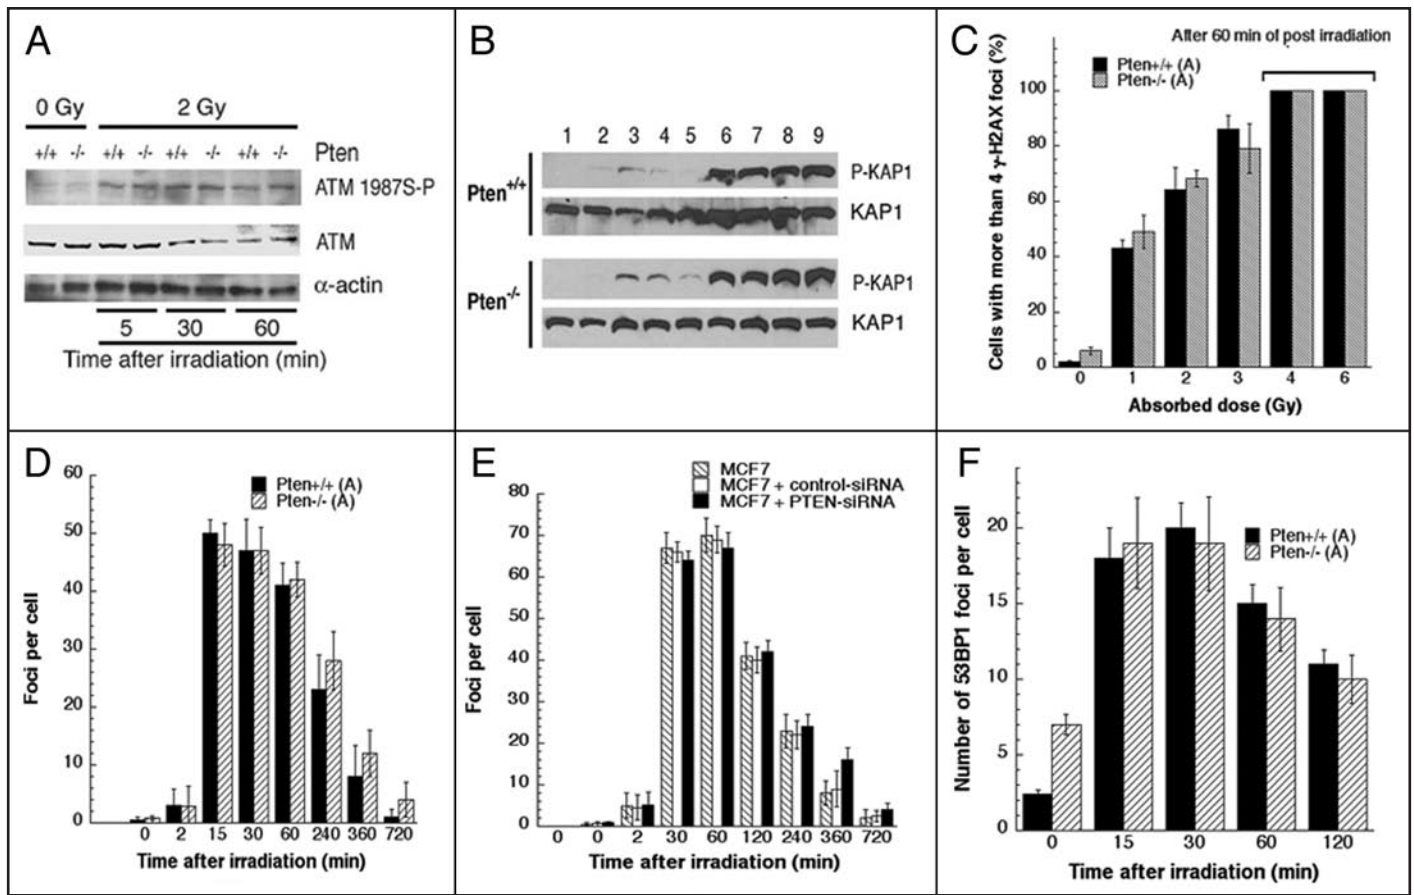 A
0 Gy 2 Gy
+/+ -/- +/+ -/- +/+ -/- +/+ -/- Pten
ATM 1987S-P
ATM
α-actin
5 30 60
Time after irradiation (min)
B
1 2 3 4 5 6 7 8 9
Pten+/+
P-KAP1
KAP1
Pten-/-
P-KAP1
KAP1
C
After 60 min of post irradiation
Pten+/+ (A)
Pten-/- (A)
Cells with more than 4 γ-H2AX foci (%)
100
80
60
40
20
0
0 1 2 3 4 6
Absorbed dose (Gy)
D
Pten+/+ (A)
Pten-/- (A)
Foci per cell
60
50
40
30
20
10
0
0 2 15 30 60 240 360 720
Time after irradiation (min)
E
MCF7
MCF7 + control-siRNA
MCF7 + PTEN-siRNA
Foci per cell
80
70
60
50
40
30
20
10
0
0 0 2 30 60 120 240 360 720
Time after irradiation (min)
F
Pten+/+ (A)
Pten-/- (A)
Number of 53BP1 foci per cell
20
15
10
5
0
0 15 30 60 120
Time after irradiation (min)